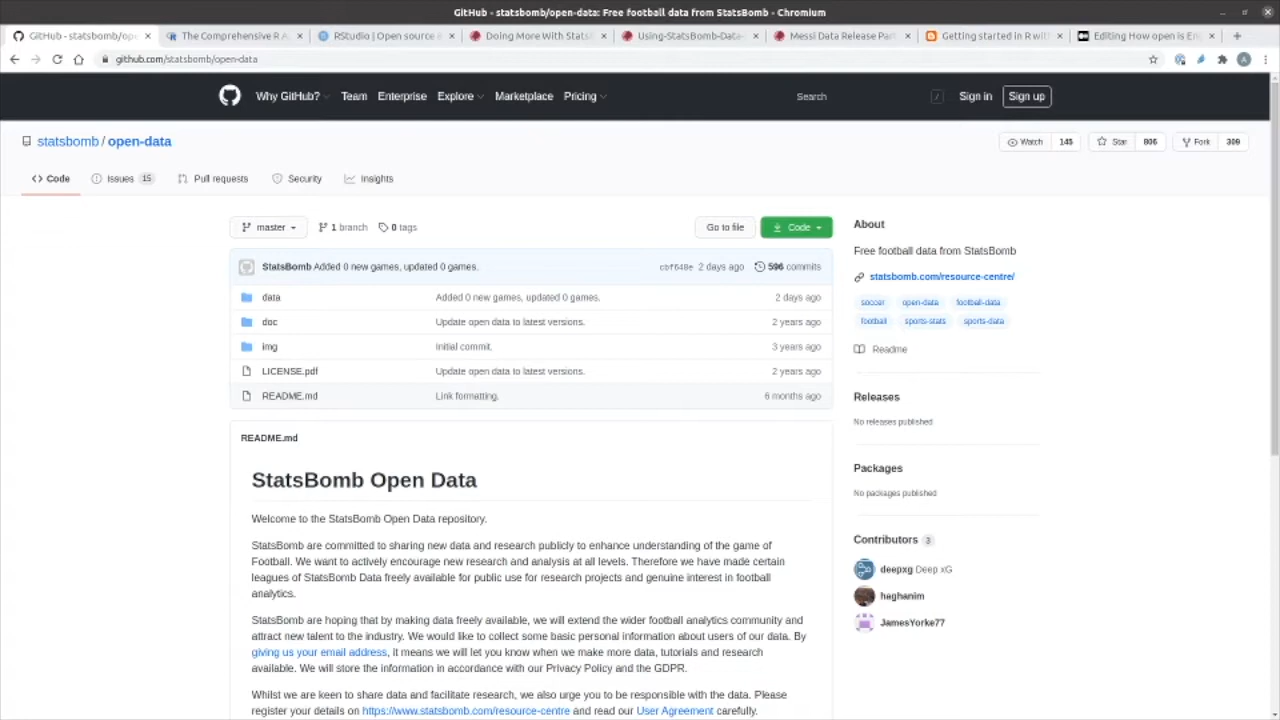 GitHub - statsbomb/open-data: Free football data from StatsBomb - Chromium
GitHub - statsbomb/ope
The Comprehensive R A
RStudio | Open source &
Doing More With Stats
Using-StatsBomb-Data-
Messi Data Release Part
Getting started in R wit
Editing How open is En
github.com/statsbomb/open-data
Why GitHub?
Team
Enterprise
Explore
Marketplace
Pricing
Search
/
Sign in
Sign up
statsbomb / open-data
Watch 145
Star 806
Fork 309
Code
Issues 15
Pull requests
Security
Insights
master
1 branch
0 tags
Go to file
Code
StatsBomb Added 0 new games, updated 0 games.
2 days ago
596 commits
data
Added 0 new games, updated 0 games.
2 days ago
doc
Update open data to latest versions.
2 years ago
img
Initial commit.
3 years ago
LICENSE.pdf
Update open data to latest versions.
2 years ago
README.md
Link formatting.
6 months ago
README.md
StatsBomb Open Data
Welcome to the StatsBomb Open Data repository.
StatsBomb are committed to sharing new data and research publicly to enhance understanding of the game of
Football. We want to actively encourage new research and analysis at all levels. Therefore we have made certain
leagues of StatsBomb Data freely available for public use for research projects and genuine interest in football
analytics.
StatsBomb are hoping that by making data freely available, we will extend the wider football analytics community and
attract new talent to the industry. We would like to collect some basic personal information about users of our data. By
giving us your email address, it means we will let you know when we make more data, tutorials and research
available. We will store the information in accordance with our Privacy Policy and the GDPR.
Whilst we are keen to share data and facilitate research, we also urge you to be responsible with the data. Please
register your details on https://www.statsbomb.com/resource-centre and read our User Agreement carefully.
About
Free football data from StatsBomb
statsbomb.com/resource-centre/
soccer open-data football-data
football sports-stats sports-data
Readme
Releases
No releases published
Packages
No packages published
Contributors 3
deepxg Deep xG
haghanim
JamesYorke77